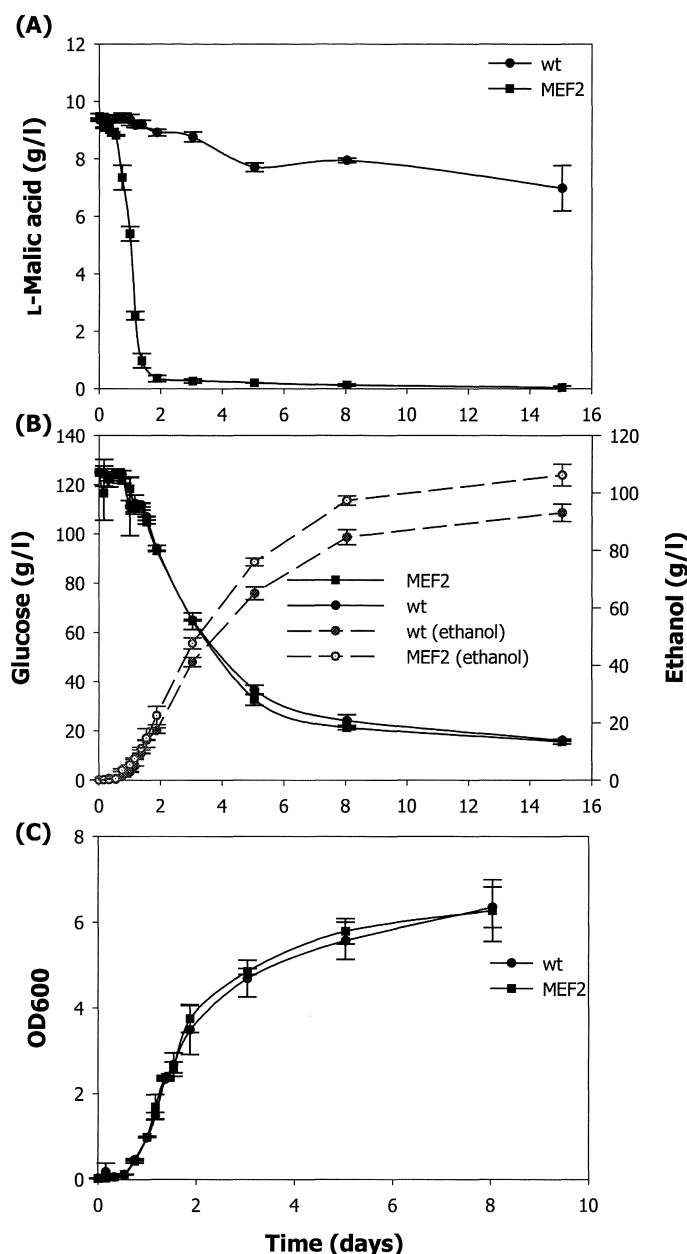 (A)
12
10
8
6
4
2
0
L-Malic acid (g/l)
wt
MEF2
0 2 4 6 8 10 12 14 16
(B)
140
120
100
80
60
40
20
0
Glucose (g/l)
120
100
80
60
40
20
0
Ethanol (g/l)
MEF2
wt
wt (ethanol)
MEF2 (ethanol)
0 2 4 6 8 10 12 14 16
(C)
8
6
4
2
0
OD600
wt
MEF2
0 2 4 6 8 10
Time (days)